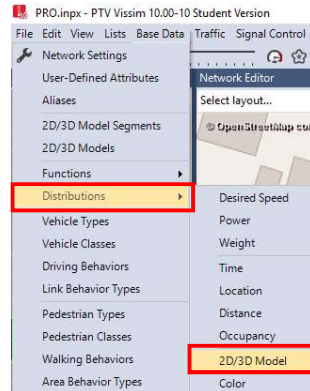 PRO.inpx - PTV Vissim 10.00-10 Student Version
File Edit View Lists Base Data Traffic Signal Control
Network Settings
User-Defined Attributes
Aliases
2D/3D Model Segments
2D/3D Models
Functions
Distributions
Vehicle Types
Vehicle Classes
Driving Behaviors
Link Behavior Types
Pedestrian Types
Pedestrian Classes
Walking Behaviors
Area Behavior Types
Network Editor
Select layout...
© OpenStreetMap
Desired Speed
Power
Weight
Time
Location
Distance
Occupancy
2D/3D Model
Color